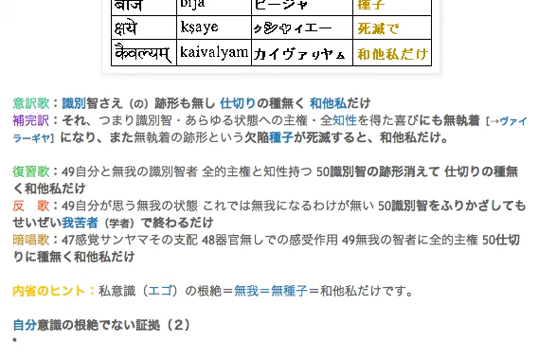 बीज bīja ビージャ 種子
क्षये kṣaye クシャイェー 死滅で
कैवल्यम् kaivalyam カイヴァリヤム 和他私だけ
意訳歌：識別智さえ（の）跡形も無し 仕切りの種無く 和他私だけ
補完訳：それ、つまり識別智・あらゆる状態への主権・全知性を得た喜びにも無執着［→ヴァイ
ラーギヤ］になり、また無執着の跡形という欠陥種子が死滅すると、和他私だけ。
復習歌：49自分と無我の識別智者 全的主権と知性持つ 50識別智の跡形消えて 仕切りの種無
く和他私だけ
反　歌：49自分が思う無我の状態 これでは無我になるわけが無い 50識別智をふりかざしても
せいぜい我苦者（学者）で終わるだけ
暗唱歌：47感覚サンヤマその支配 48器官無しでの感受作用 49無我の智者に全的主権 50仕切
りに種無く和他私だけ
内省のヒント：私意識（エゴ）の根絶＝無我＝無種子＝和他私だけです。
自分意識の根絶でない証拠（２）
*